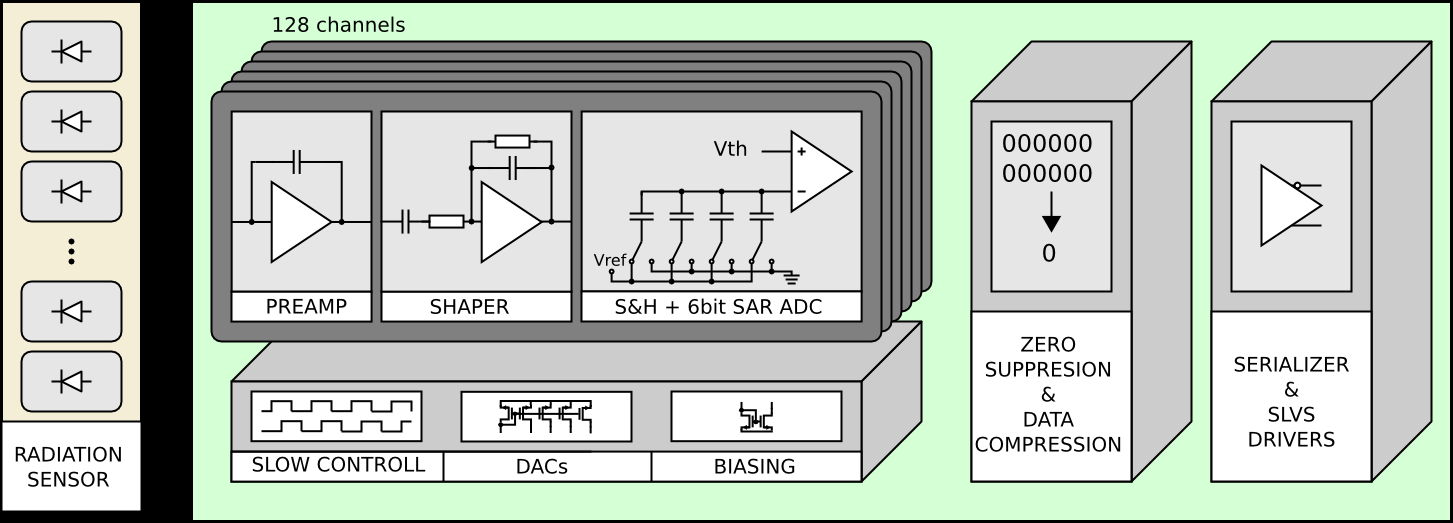 128 channels
Vth
+
−
Vref
PREAMP
SHAPER
S&H + 6bit SAR ADC
SLOW CONTROLL
DACs
BIASING
RADIATION
SENSOR
000000
000000
0
ZERO
SUPPRESION
&
DATA
COMPRESSION
SERIALIZER
&
SLVS
DRIVERS